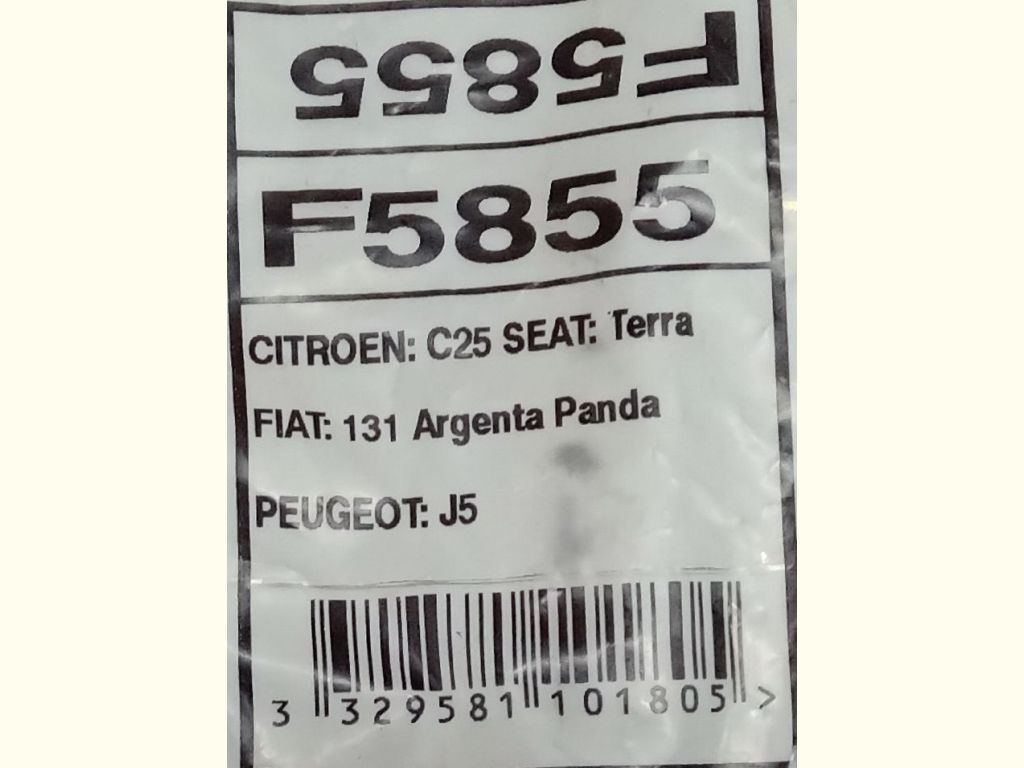 F5855
F5855
CITROEN: C25 SEAT: Terra
FIAT: 131 Argenta Panda
PEUGEOT: J5
3 329581 101805 >